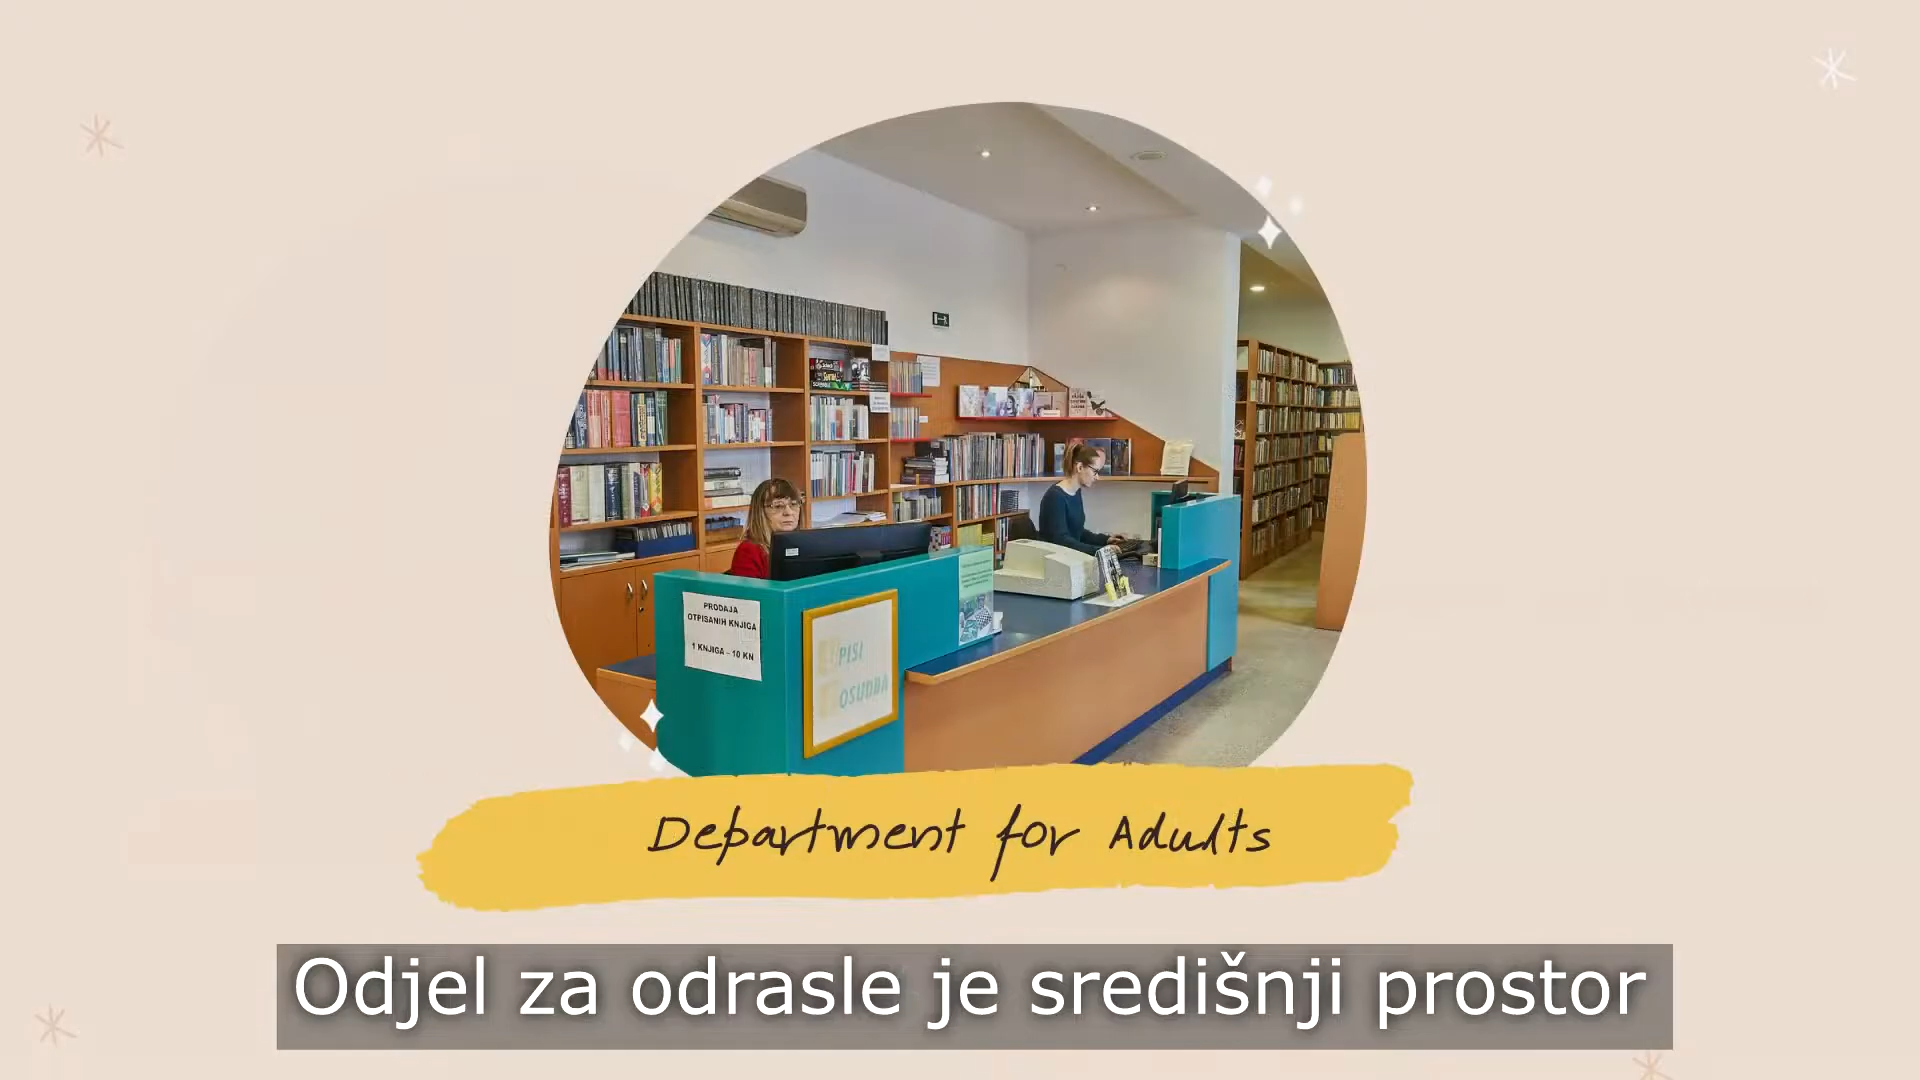 PRODAJA
OTPISANIH KNJIGA
1 KNJIGA - 10 KN
Department for Adults
Odjel za odrasle je središnji prostor